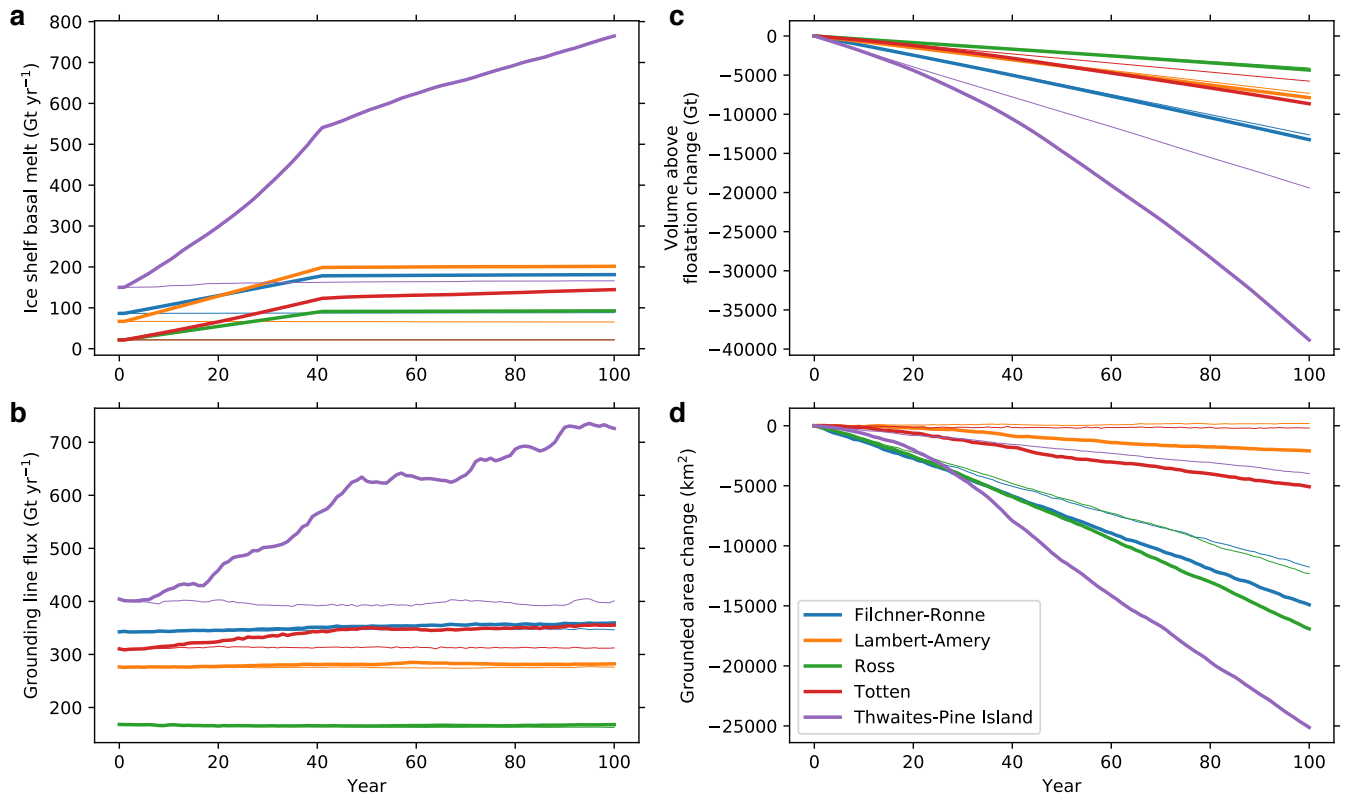 a
800
700
600
500
400
300
200
100
0
Ice shelf basal melt (Gt yr⁻¹)
0 20 40 60 80 100
b
700
600
500
400
300
200
Grounding line flux (Gt yr⁻¹)
0 20 40 60 80 100
Year
c
0
−5000
−10000
−15000
−20000
−25000
−30000
−35000
−40000
Volume above
floatation change (Gt)
0 20 40 60 80 100
d
0
−5000
−10000
−15000
−20000
−25000
Grounded area change (km²)
Filchner-Ronne
Lambert-Amery
Ross
Totten
Thwaites-Pine Island
0 20 40 60 80 100
Year